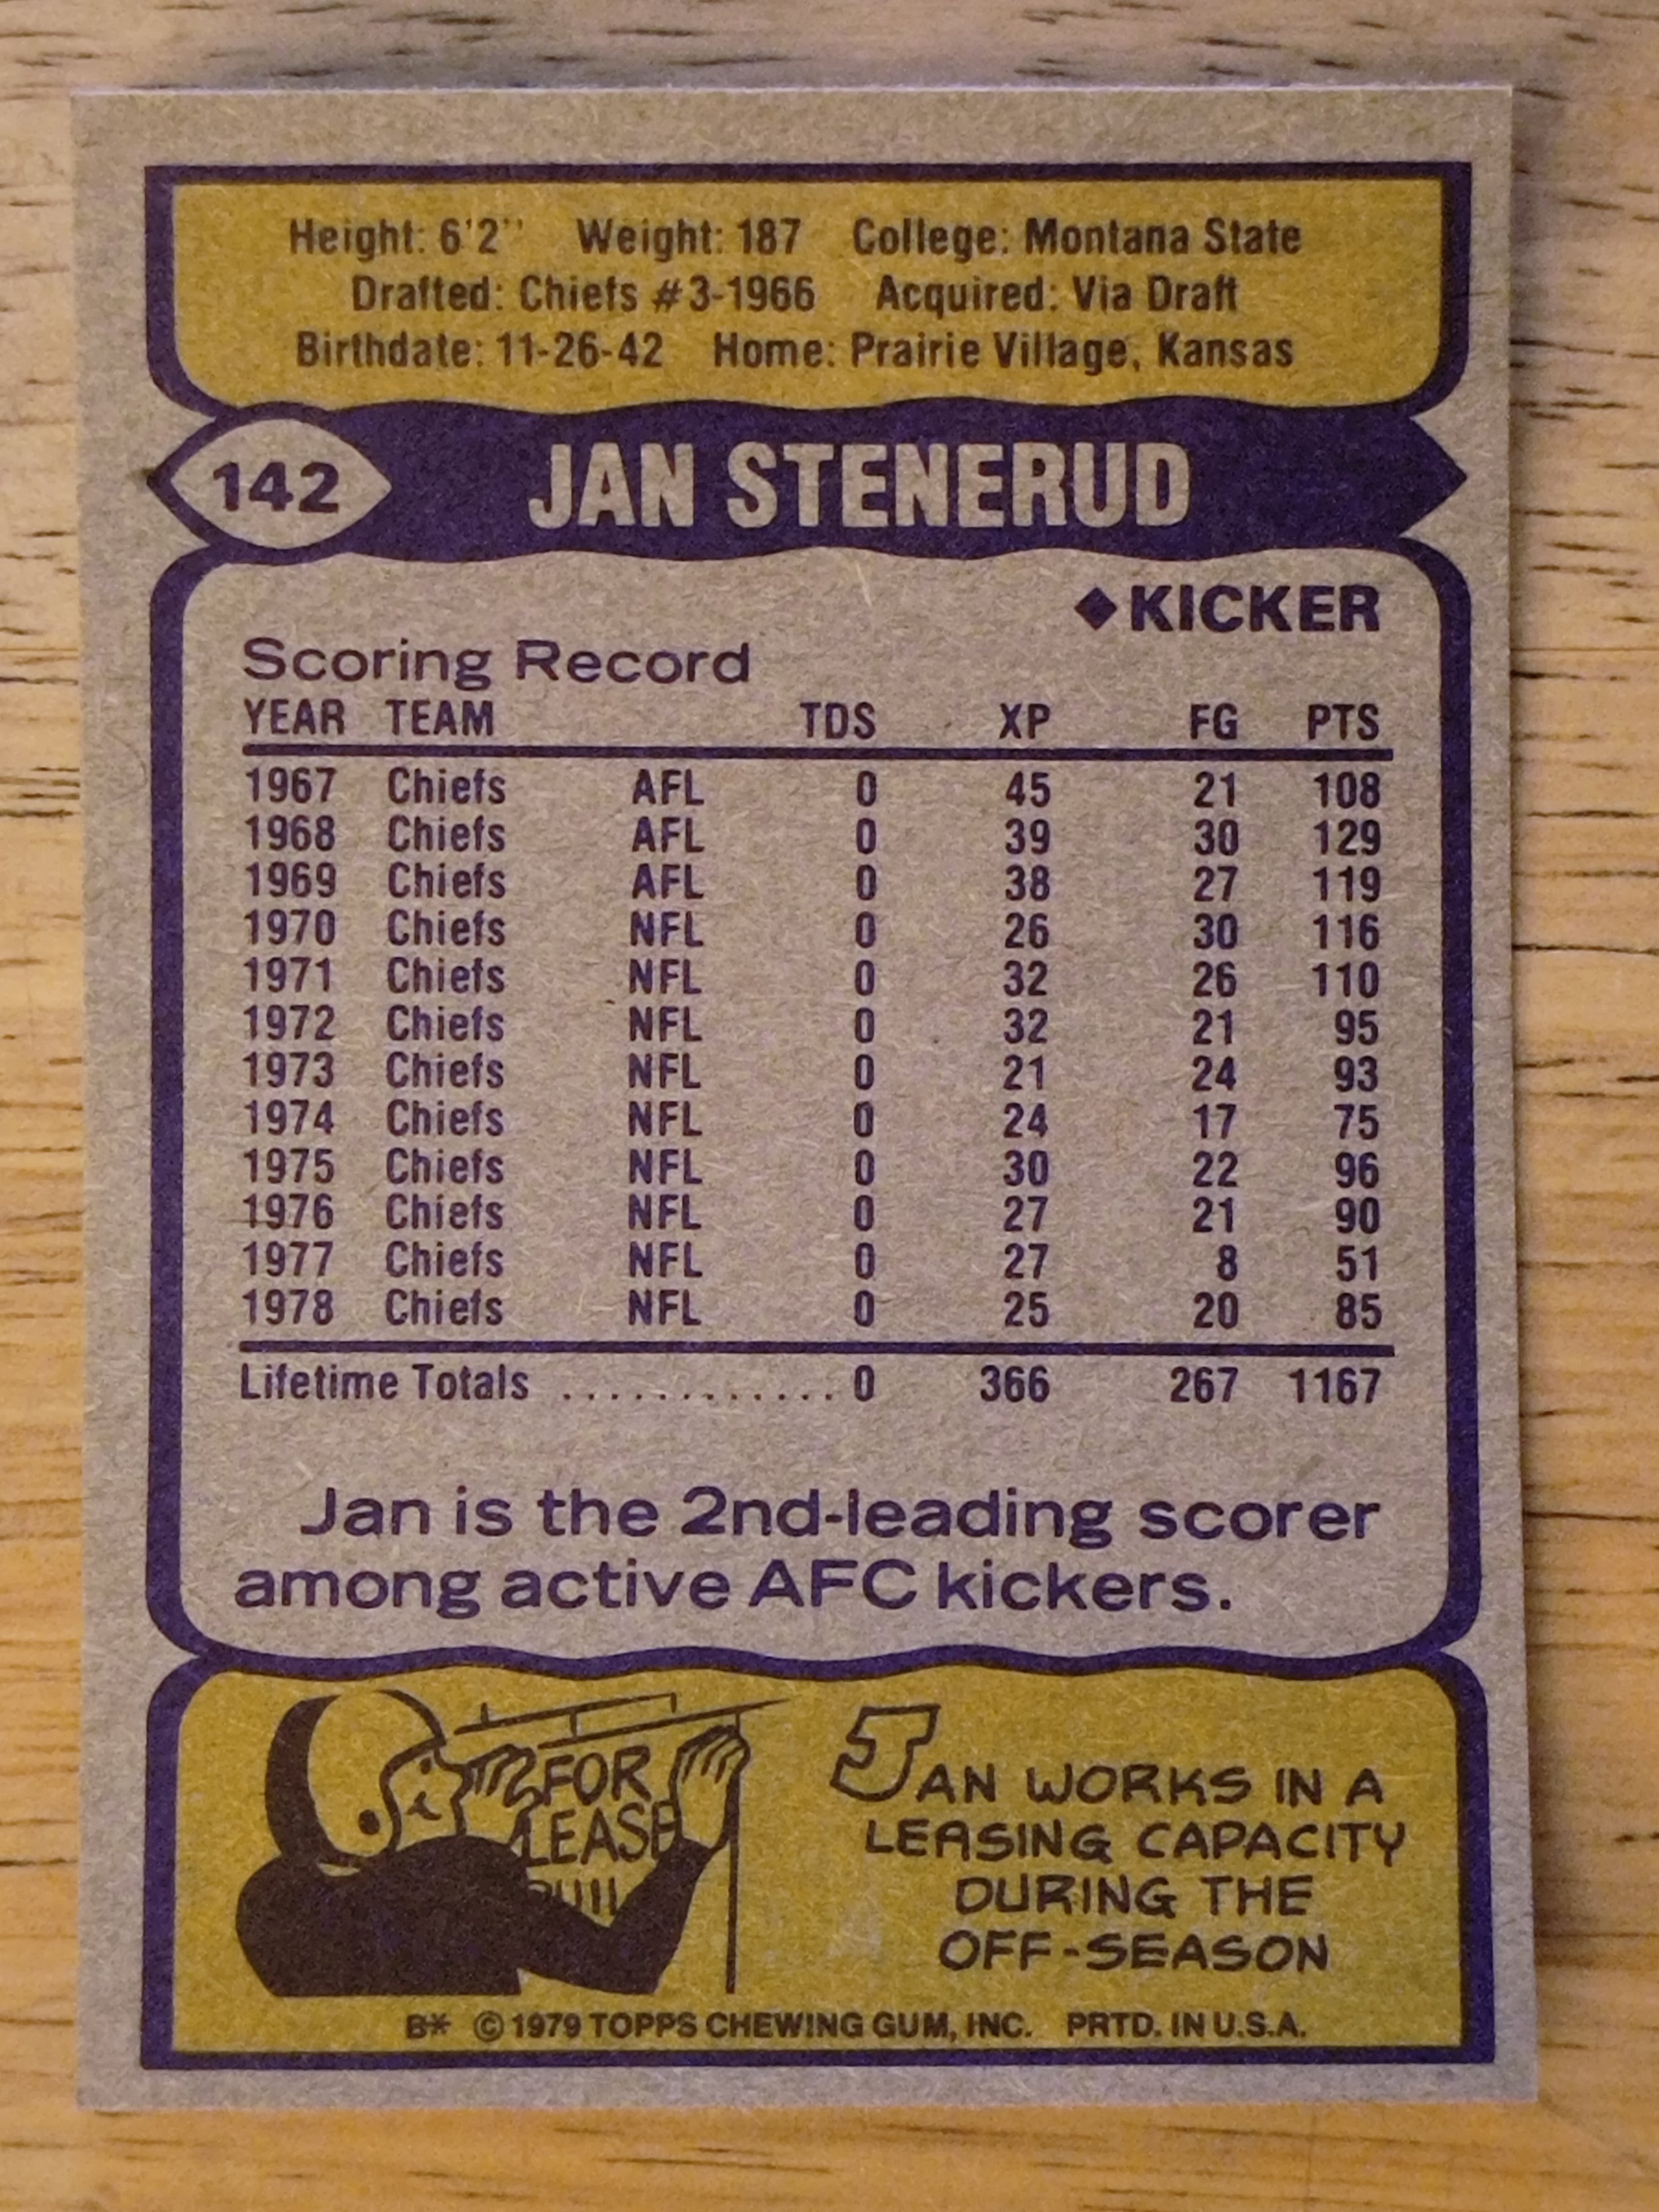 Height: 6'2" Weight: 187 College: Montana State
Drafted: Chiefs #3-1966 Acquired: Via Draft
Birthdate: 11-26-42 Home: Prairie Village, Kansas
142 JAN STENERUD
◆KICKER
Scoring Record
YEAR TEAM TDS XP FG PTS
1967 Chiefs AFL 0 45 21 108
1968 Chiefs AFL 0 39 30 129
1969 Chiefs AFL 0 38 27 119
1970 Chiefs NFL 0 26 30 116
1971 Chiefs NFL 0 32 26 110
1972 Chiefs NFL 0 32 21 95
1973 Chiefs NFL 0 21 24 93
1974 Chiefs NFL 0 24 17 75
1975 Chiefs NFL 0 30 22 96
1976 Chiefs NFL 0 27 21 90
1977 Chiefs NFL 0 27 8 51
1978 Chiefs NFL 0 25 20 85
Lifetime Totals ............ 0 366 267 1167
Jan is the 2nd-leading scorer
among active AFC kickers.
FOR
LEASE
JAN WORKS IN A
LEASING CAPACITY
DURING THE
OFF-SEASON
B* © 1979 TOPPS CHEWING GUM, INC. PRTD. IN U.S.A.